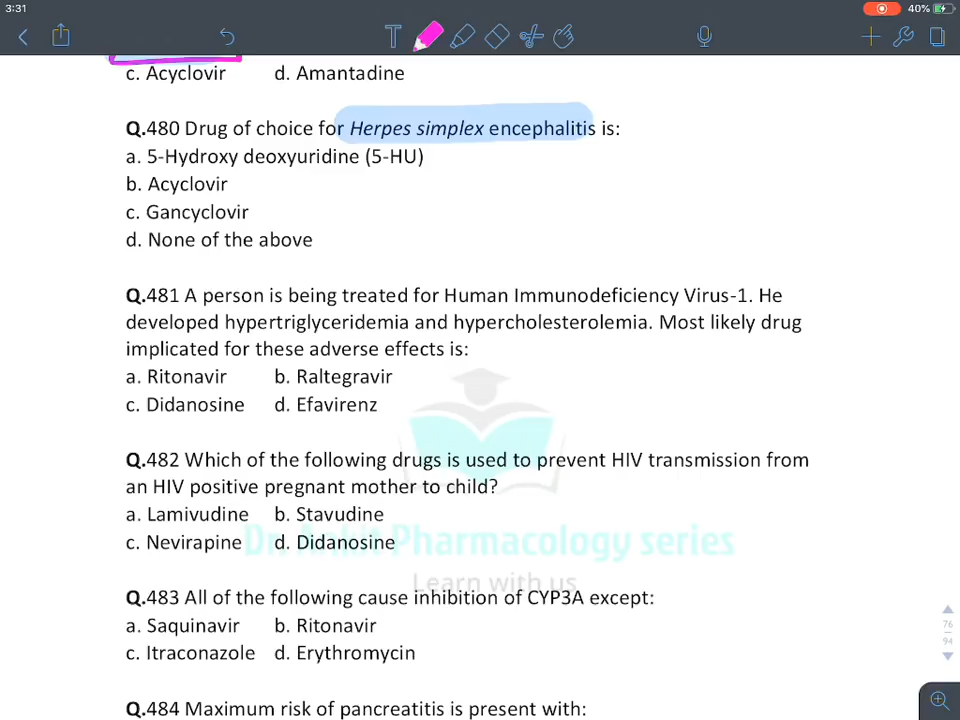 3:31
40%
T
c. Acyclovir d. Amantadine
Q.480 Drug of choice for Herpes simplex encephalitis is:
a. 5-Hydroxy deoxyuridine (5-HU)
b. Acyclovir
c. Gancyclovir
d. None of the above
Q.481 A person is being treated for Human Immunodeficiency Virus-1. He
developed hypertriglyceridemia and hypercholesterolemia. Most likely drug
implicated for these adverse effects is:
a. Ritonavir b. Raltegravir
c. Didanosine d. Efavirenz
Q.482 Which of the following drugs is used to prevent HIV transmission from
an HIV positive pregnant mother to child?
a. Lamivudine b. Stavudine
c. Nevirapine d. Didanosine
Dr. Ankit Pharmacology series
Learn with us
Q.483 All of the following cause inhibition of CYP3A except:
a. Saquinavir b. Ritonavir
c. Itraconazole d. Erythromycin
76
94
Q.484 Maximum risk of pancreatitis is present with: